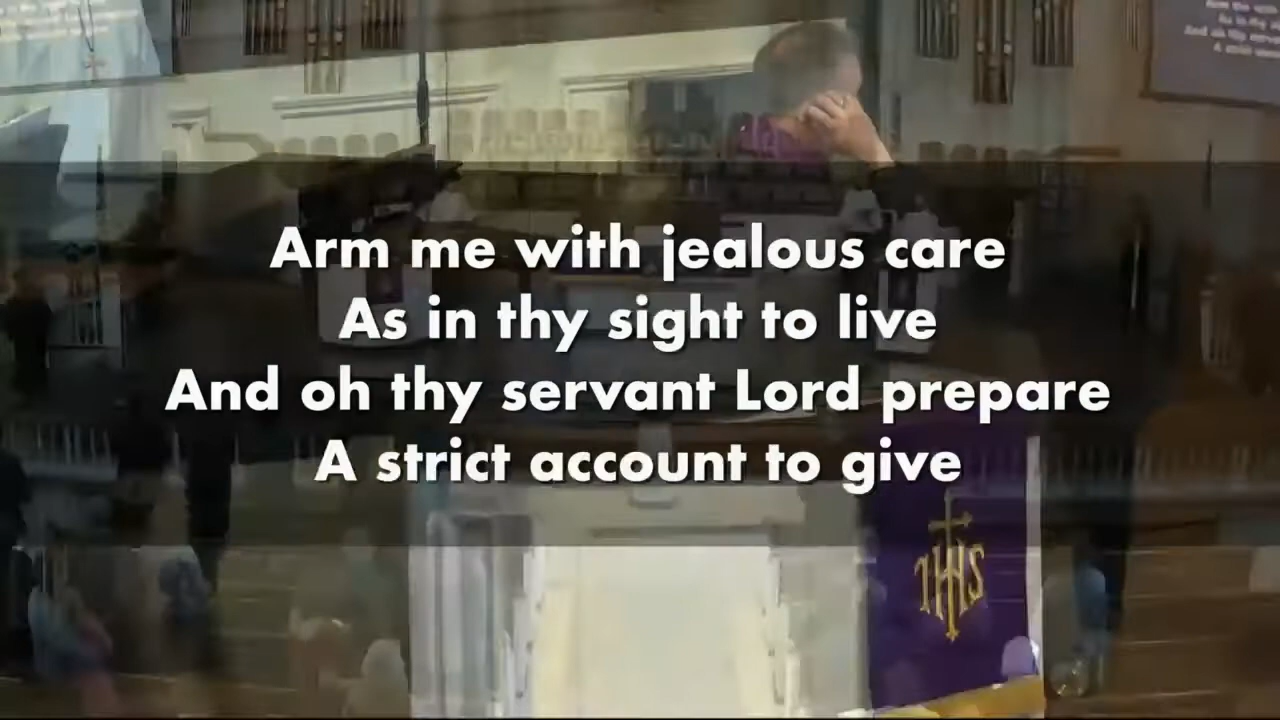 Arm me with jealous care
As in thy sight to live
And oh thy servant Lord prepare
A strict account to give
IHS